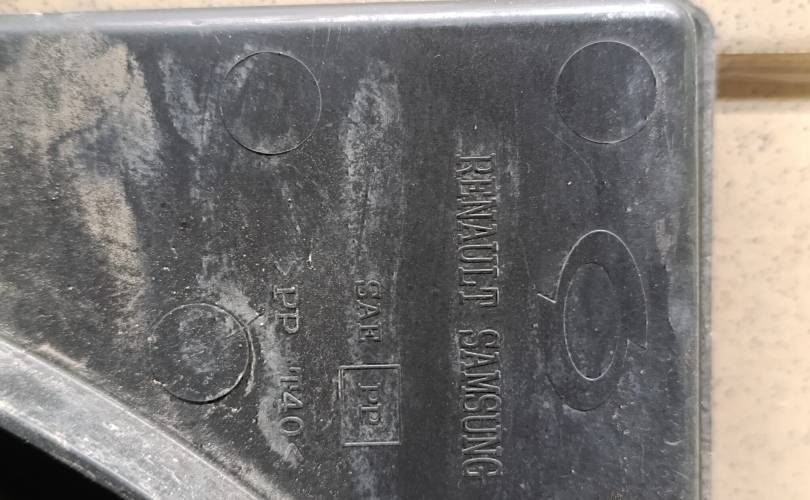 RENAULT SAMSUNG
SAE PP
>PP T40<